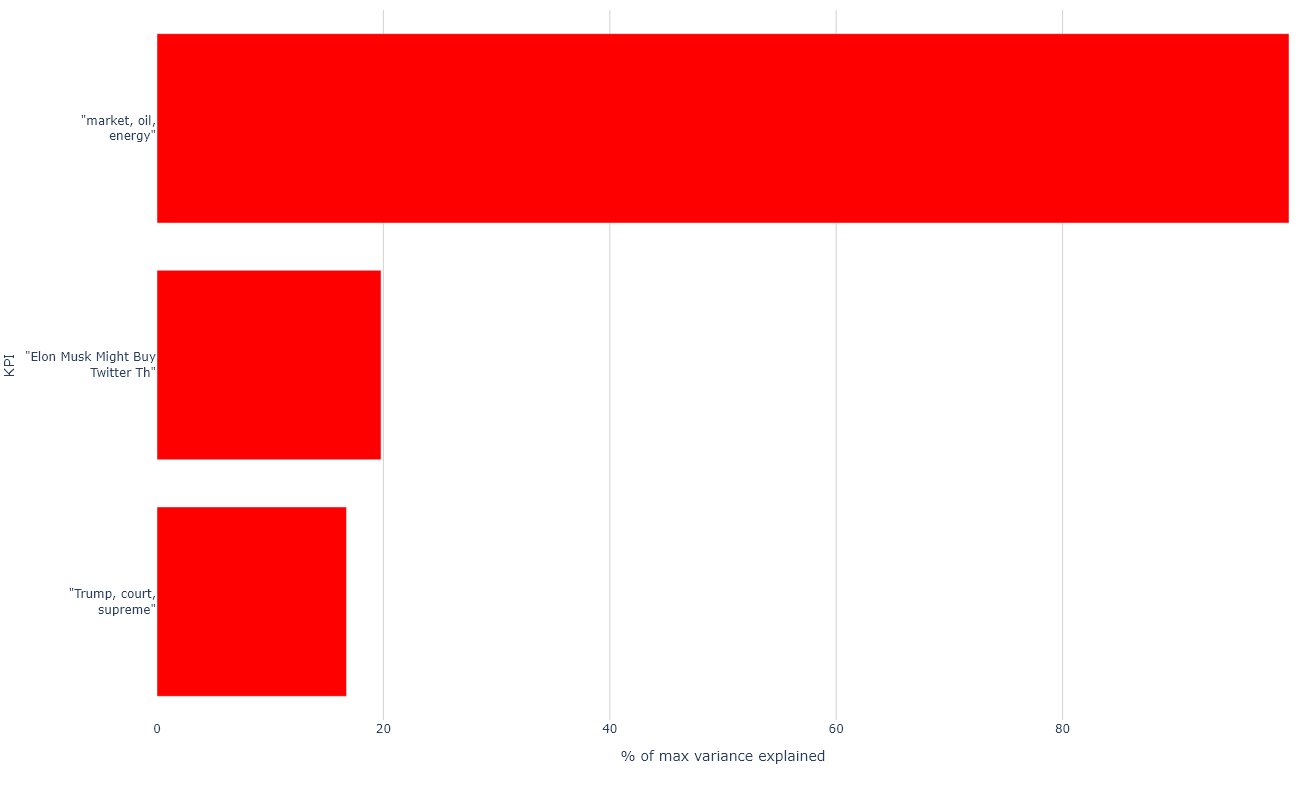 "market, oil,
energy"
KPI
"Elon Musk Might Buy
Twitter Th"
"Trump, court,
supreme"
0 20 40 60 80
% of max variance explained